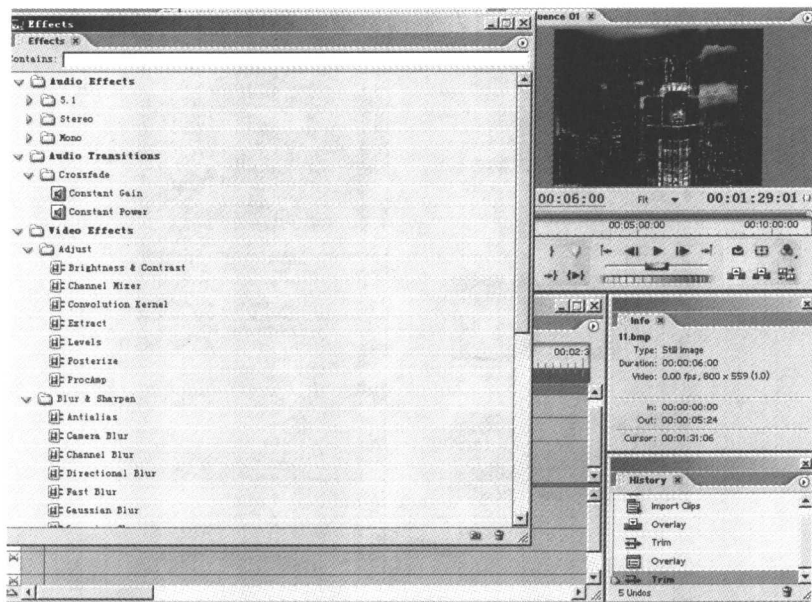 Effects
Effects
Contains:
Audio Effects
5.1
Stereo
Mono
Audio Transitions
Crossfade
Constant Gain
Constant Power
Video Effects
Adjust
Brightness & Contrast
Channel Mixer
Convolution Kernel
Extract
Levels
Posterize
ProcAmp
Blur & Sharpen
Antialias
Camera Blur
Channel Blur
Directional Blur
Fast Blur
Gaussian Blur
uence 01
00:06:00
Fit
00:01:29:01
00:05:00:00
00:10:00:00
00:02:3
Info
11.bmp
Type: Still Image
Duration: 00:00:06:00
Video: 0.00 fps, 800 x 559 (1.0)
In: 00:00:00:00
Out: 00:00:05:24
Cursor: 00:01:31:06
History
Import Clips
Overlay
Trim
Overlay
Trim
5 Undos